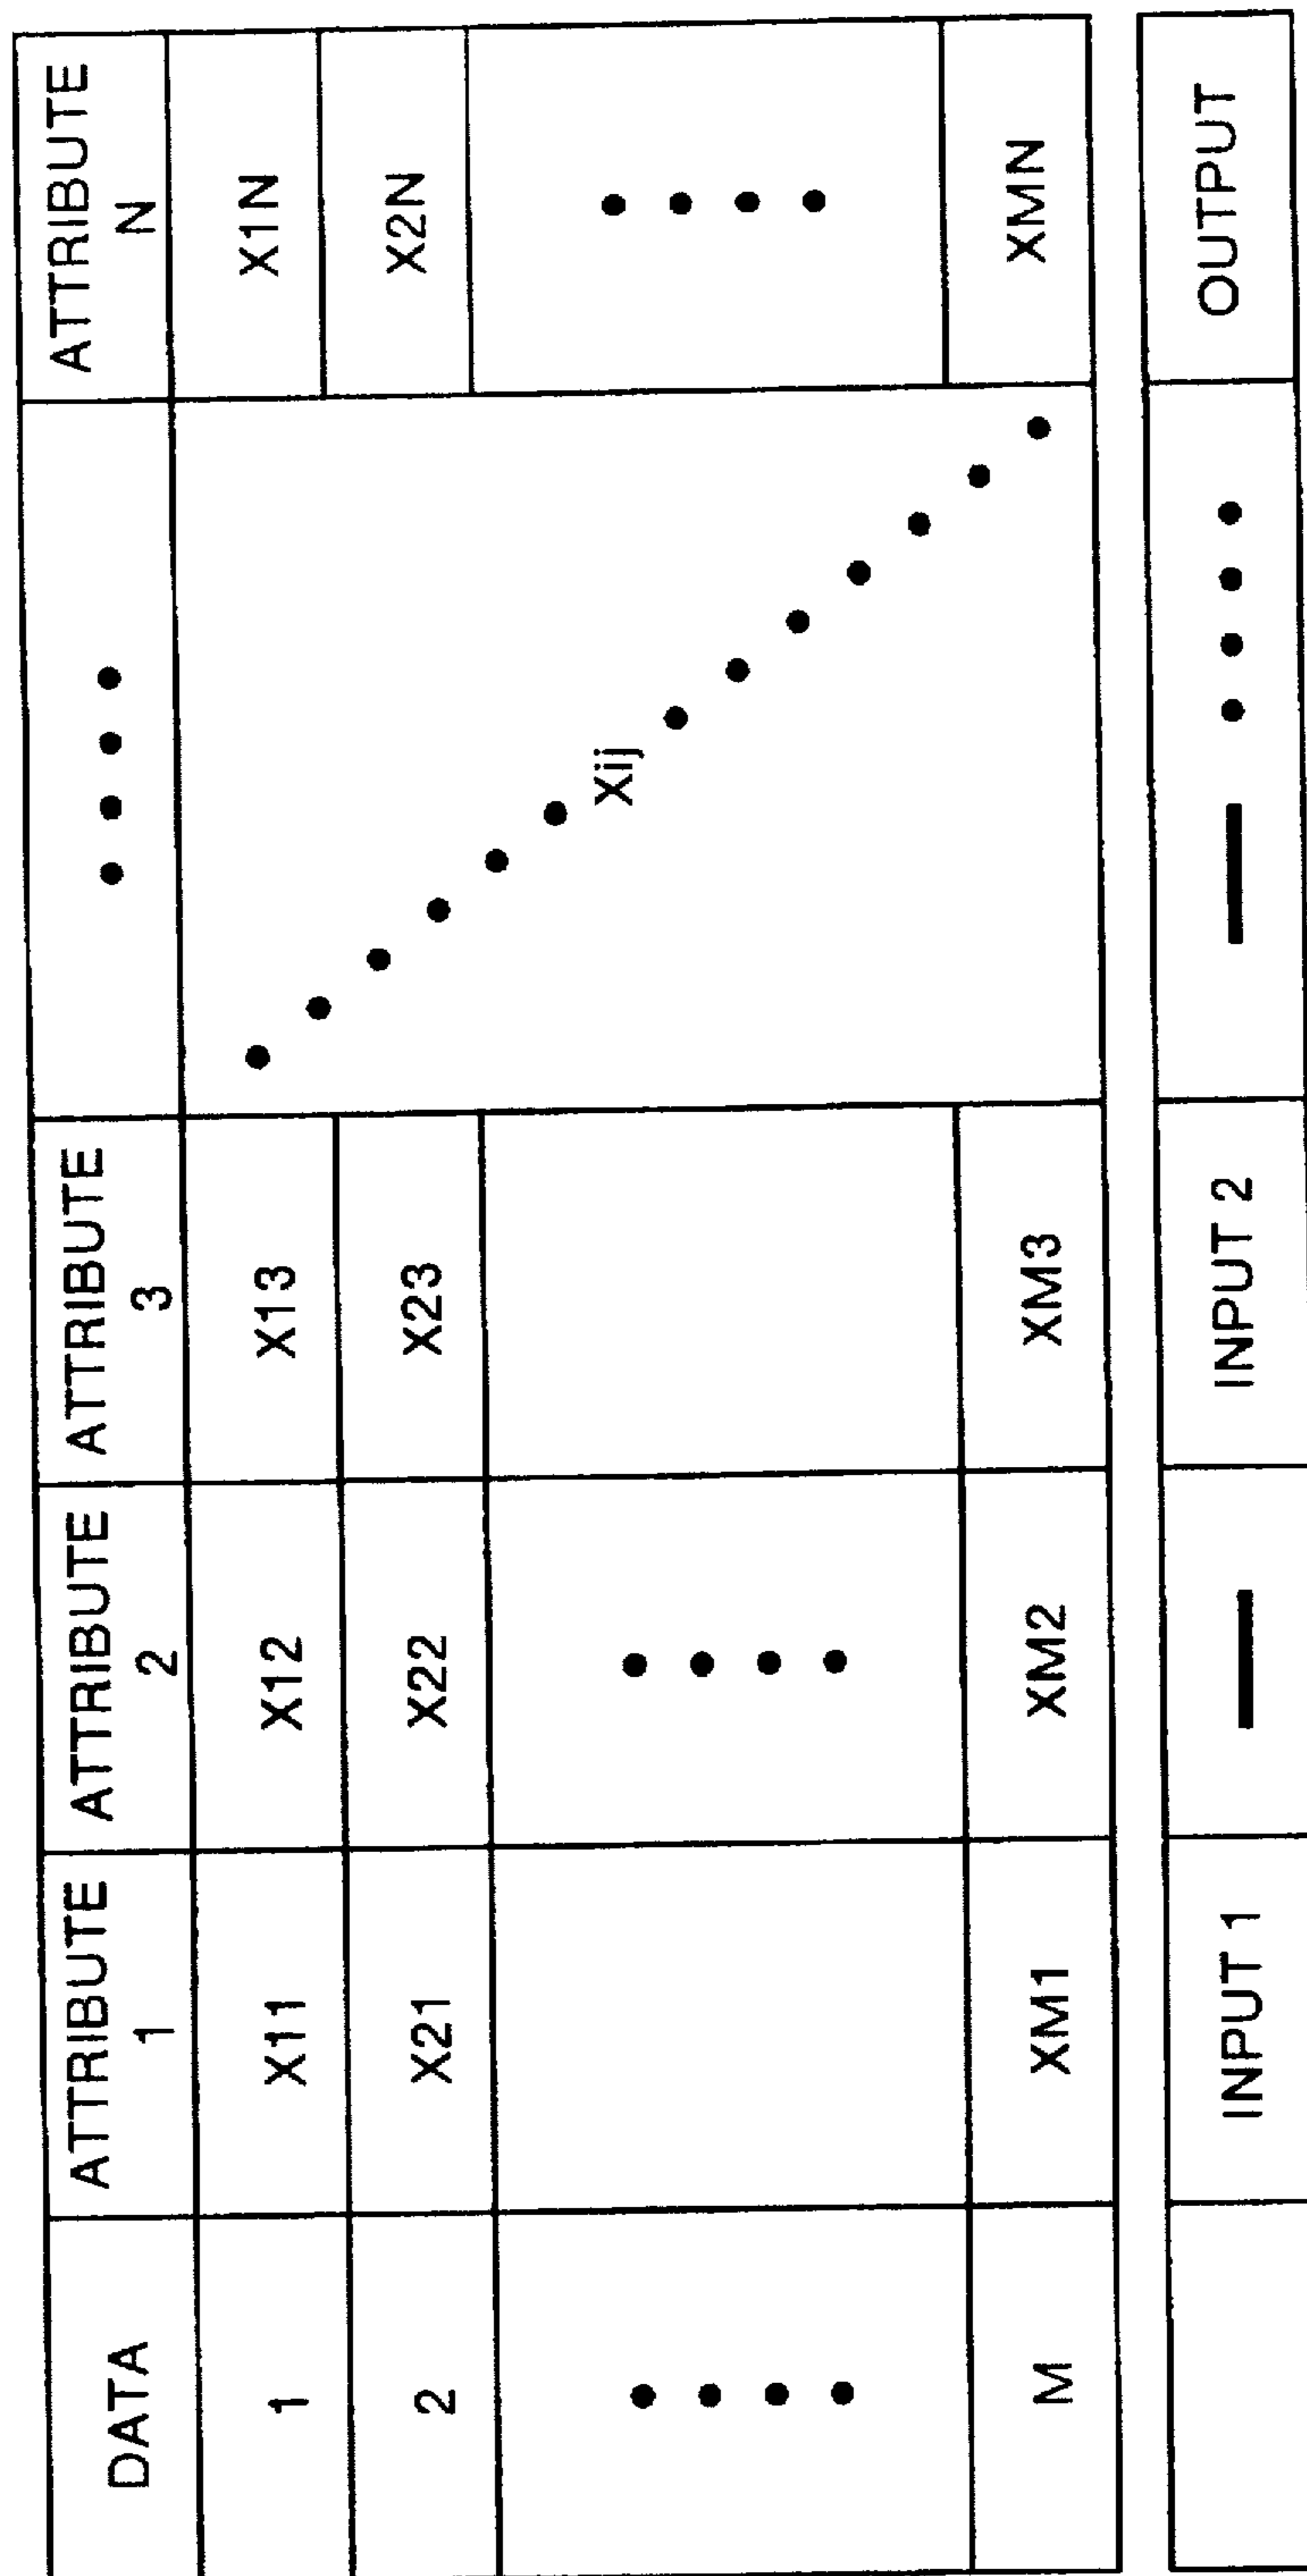 DATA ATTRIBUTE 1 ATTRIBUTE 2 ATTRIBUTE 3 • • • • ATTRIBUTE N
1 X11 X12 X13 X1N
2 X21 X22 X23 X2N
• • • • • • • • Xij • • • •
M XM1 XM2 XM3 XMN
INPUT 1 — INPUT 2 — • • • • OUTPUT